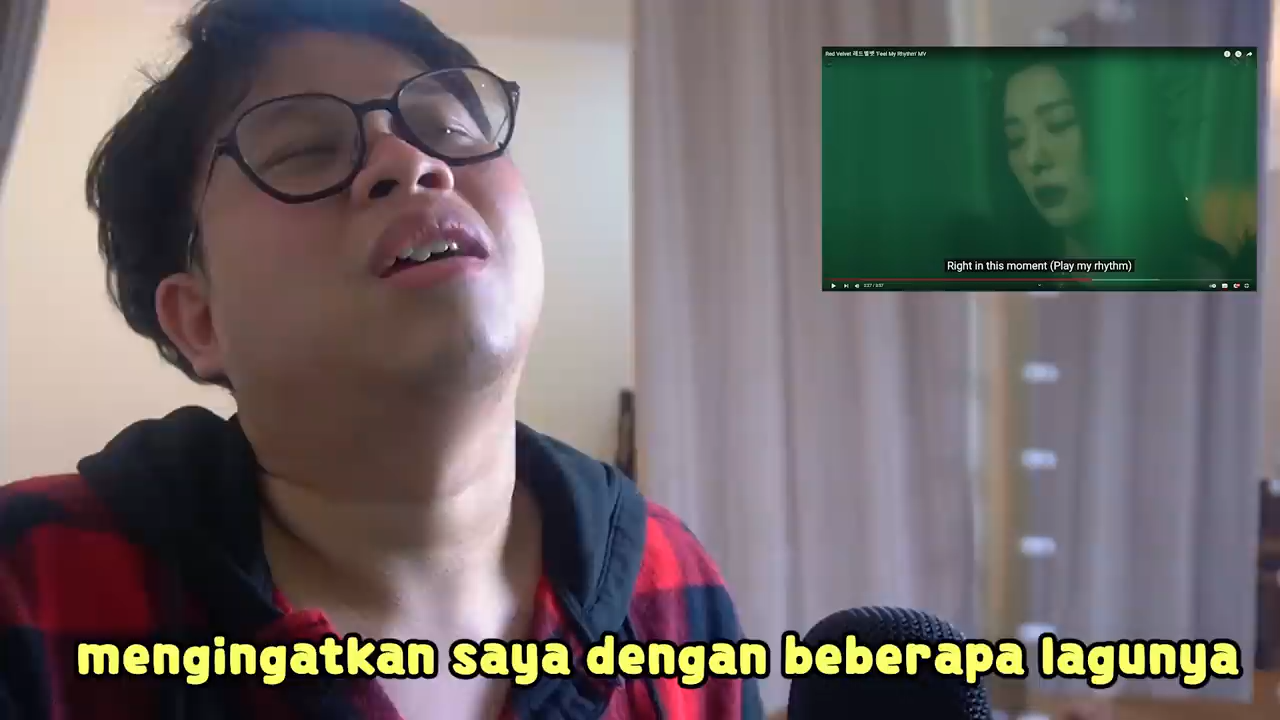 Red Velvet 레드벨벳 'Feel My Rhythm' MV
Right in this moment (Play my rhythm)
mengingatkan saya dengan beberapa lagunya